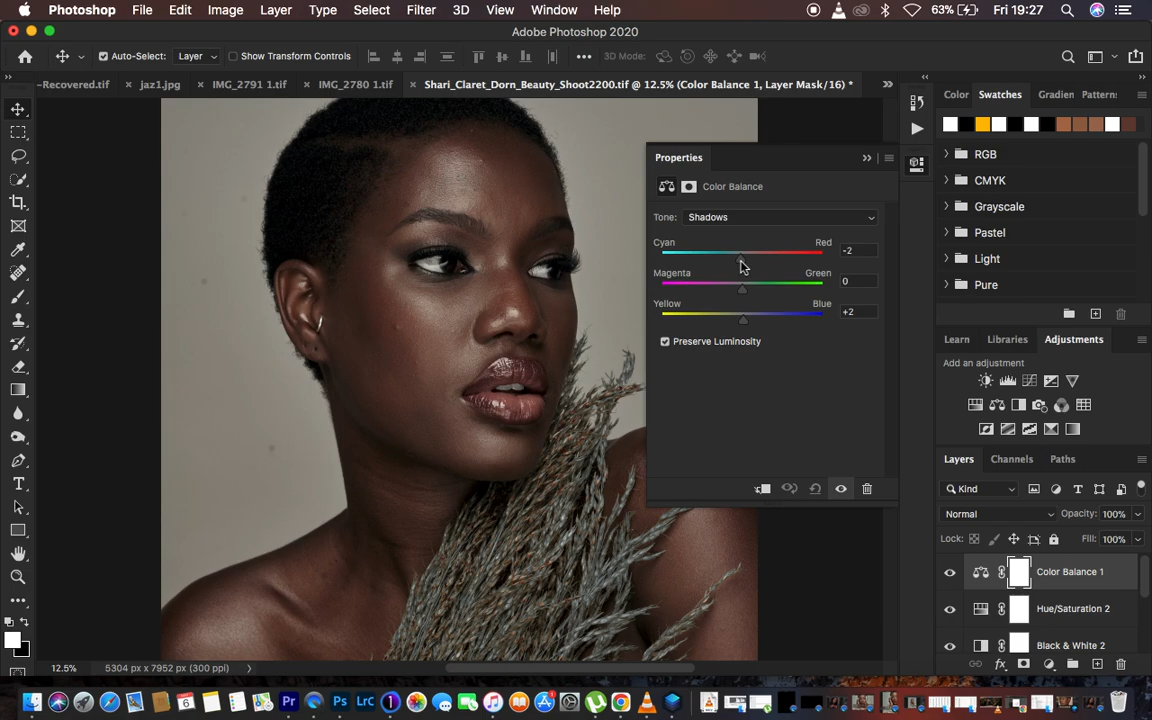 Photoshop File Edit Image Layer Type Select Filter 3D View Window Help 63% Fri 19:27
Adobe Photoshop 2020
Auto-Select: Layer Show Transform Controls 3D Mode:
-Recovered.tif jaz1.jpg IMG_2791 1.tif IMG_2780 1.tif Shari_Claret_Dorn_Beauty_Shoot2200.tif @ 12.5% (Color Balance 1, Layer Mask/16) *
Color Swatches Gradien Pattern:
RGB
CMYK
Grayscale
Pastel
Light
Pure
Properties
Color Balance
Tone: Shadows
Cyan Red -2
Magenta Green 0
Yellow Blue +2
Preserve Luminosity
Learn Libraries Adjustments
Add an adjustment
Layers Channels Paths
Kind
Normal Opacity: 100%
Lock: Fill: 100%
Color Balance 1
Hue/Saturation 2
Black & White 2
12.5% 5304 px x 7952 px (300 ppi)
Pr Ps LrC